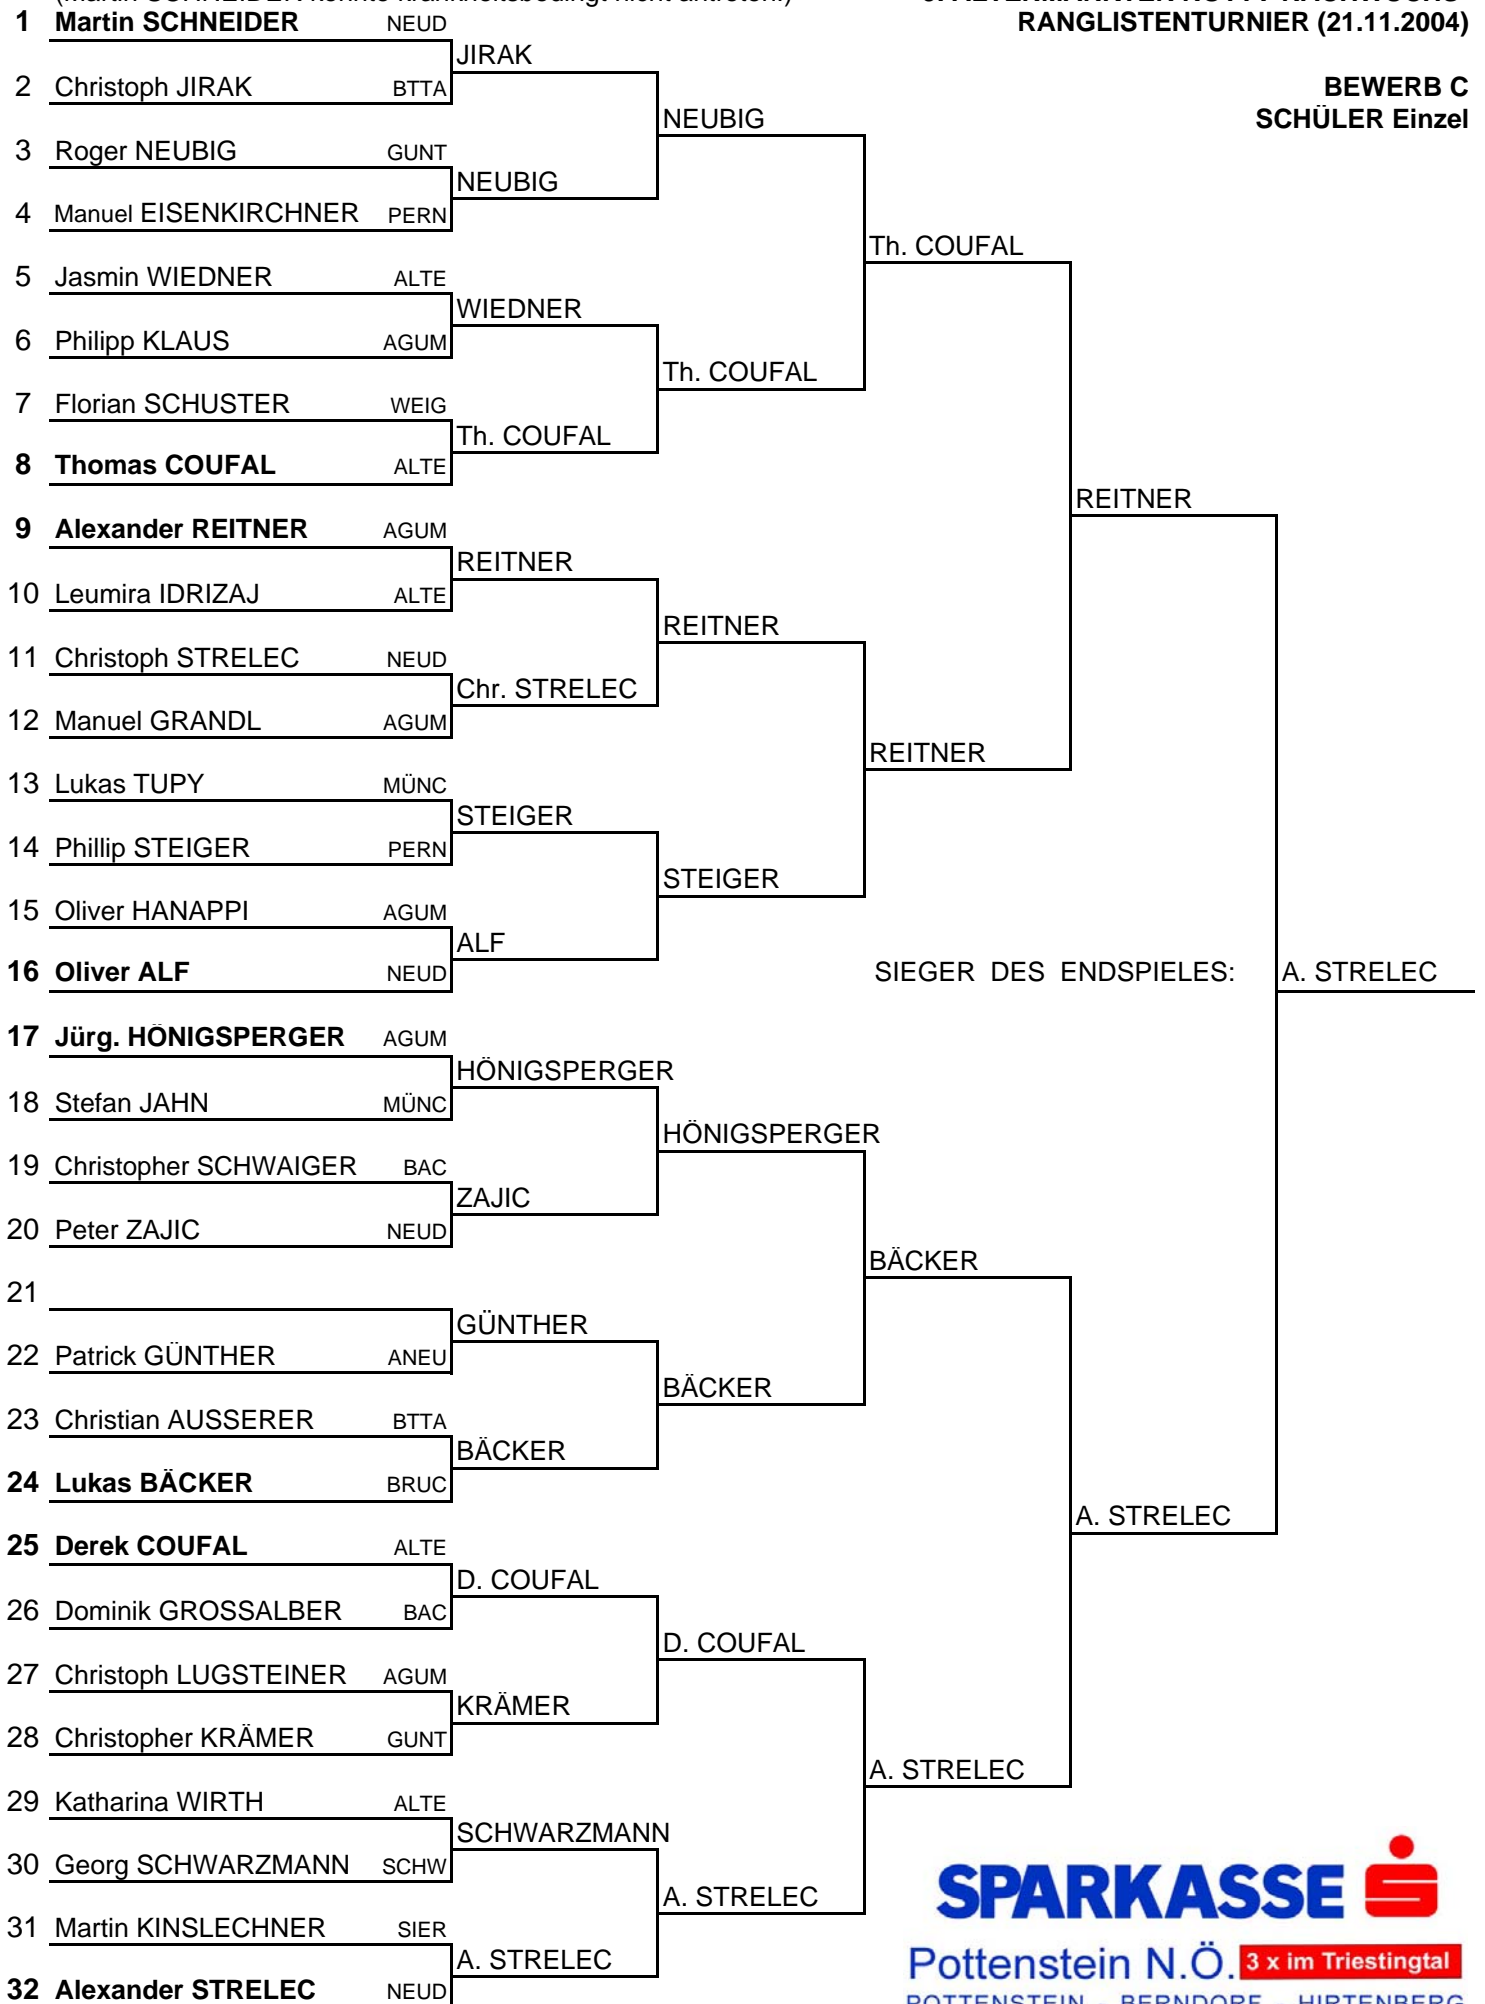 1 Martin SCHNEIDER NEUD
RANGLISTENTURNIER (21.11.2004)
JIRAK
2 Christoph JIRAK BTTA
BEWERB C
NEUBIG
SCHÜLER Einzel
3 Roger NEUBIG GUNT
NEUBIG
4 Manuel EISENKIRCHNER PERN
Th. COUFAL
5 Jasmin WIEDNER ALTE
WIEDNER
6 Philipp KLAUS AGUM
Th. COUFAL
7 Florian SCHUSTER WEIG
Th. COUFAL
8 Thomas COUFAL ALTE
REITNER
9 Alexander REITNER AGUM
REITNER
10 Leumira IDRIZAJ ALTE
REITNER
11 Christoph STRELEC NEUD
Chr. STRELEC
12 Manuel GRANDL AGUM
REITNER
13 Lukas TUPY MÜNC
STEIGER
14 Phillip STEIGER PERN
STEIGER
15 Oliver HANAPPI AGUM
ALF
16 Oliver ALF NEUD
SIEGER DES ENDSPIELES: A. STRELEC
17 Jürg. HÖNIGSPERGER AGUM
HÖNIGSPERGER
18 Stefan JAHN MÜNC
HÖNIGSPERGER
19 Christopher SCHWAIGER BAC
ZAJIC
20 Peter ZAJIC NEUD
BÄCKER
21
GÜNTHER
22 Patrick GÜNTHER ANEU
BÄCKER
23 Christian AUSSERER BTTA
BÄCKER
24 Lukas BÄCKER BRUC
A. STRELEC
25 Derek COUFAL ALTE
D. COUFAL
26 Dominik GROSSALBER BAC
D. COUFAL
27 Christoph LUGSTEINER AGUM
KRÄMER
28 Christopher KRÄMER GUNT
A. STRELEC
29 Katharina WIRTH ALTE
SCHWARZMANN
30 Georg SCHWARZMANN SCHW
SPARKASSE
A. STRELEC
31 Martin KINSLECHNER SIER
A. STRELEC
Pottenstein N.Ö. 3 x im Triestingtal
32 Alexander STRELEC NEUD
POTTENSTEIN - BERNDORF - HIRTENBERG